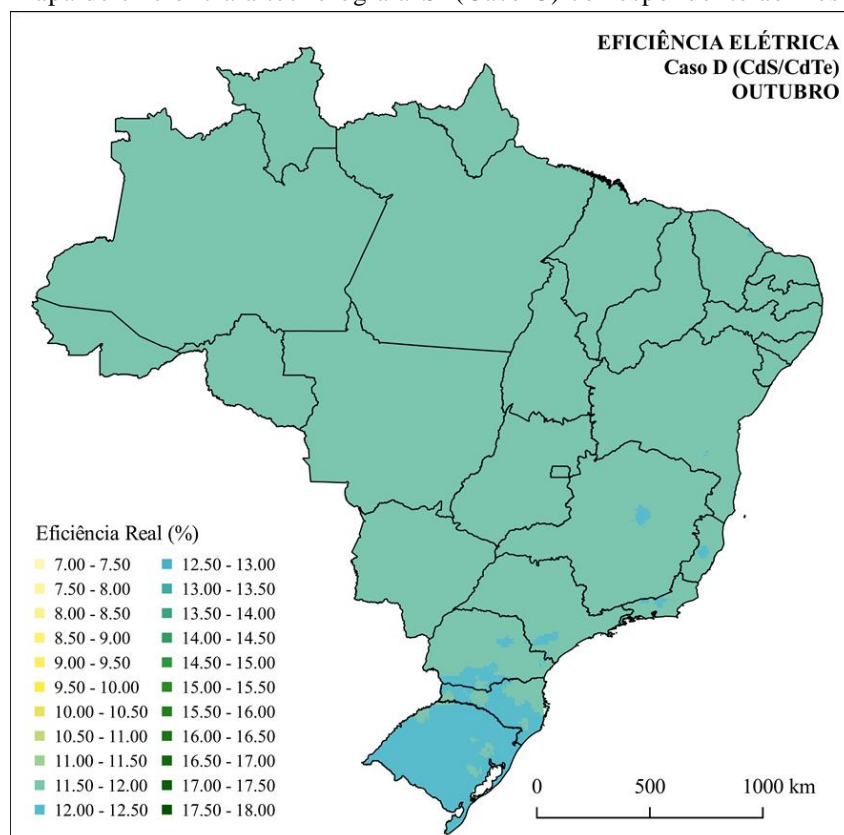 EFICIÊNCIA ELÉTRICA
Caso D (CdS/CdTe)
OUTUBRO
Eficiência Real (%)
7.00 - 7.50
7.50 - 8.00
8.00 - 8.50
8.50 - 9.00
9.00 - 9.50
9.50 - 10.00
10.00 - 10.50
10.50 - 11.00
11.00 - 11.50
11.50 - 12.00
12.00 - 12.50
12.50 - 13.00
13.00 - 13.50
13.50 - 14.00
14.00 - 14.50
14.50 - 15.00
15.00 - 15.50
15.50 - 16.00
16.00 - 16.50
16.50 - 17.00
17.00 - 17.50
17.50 - 18.00
0 500 1000 km